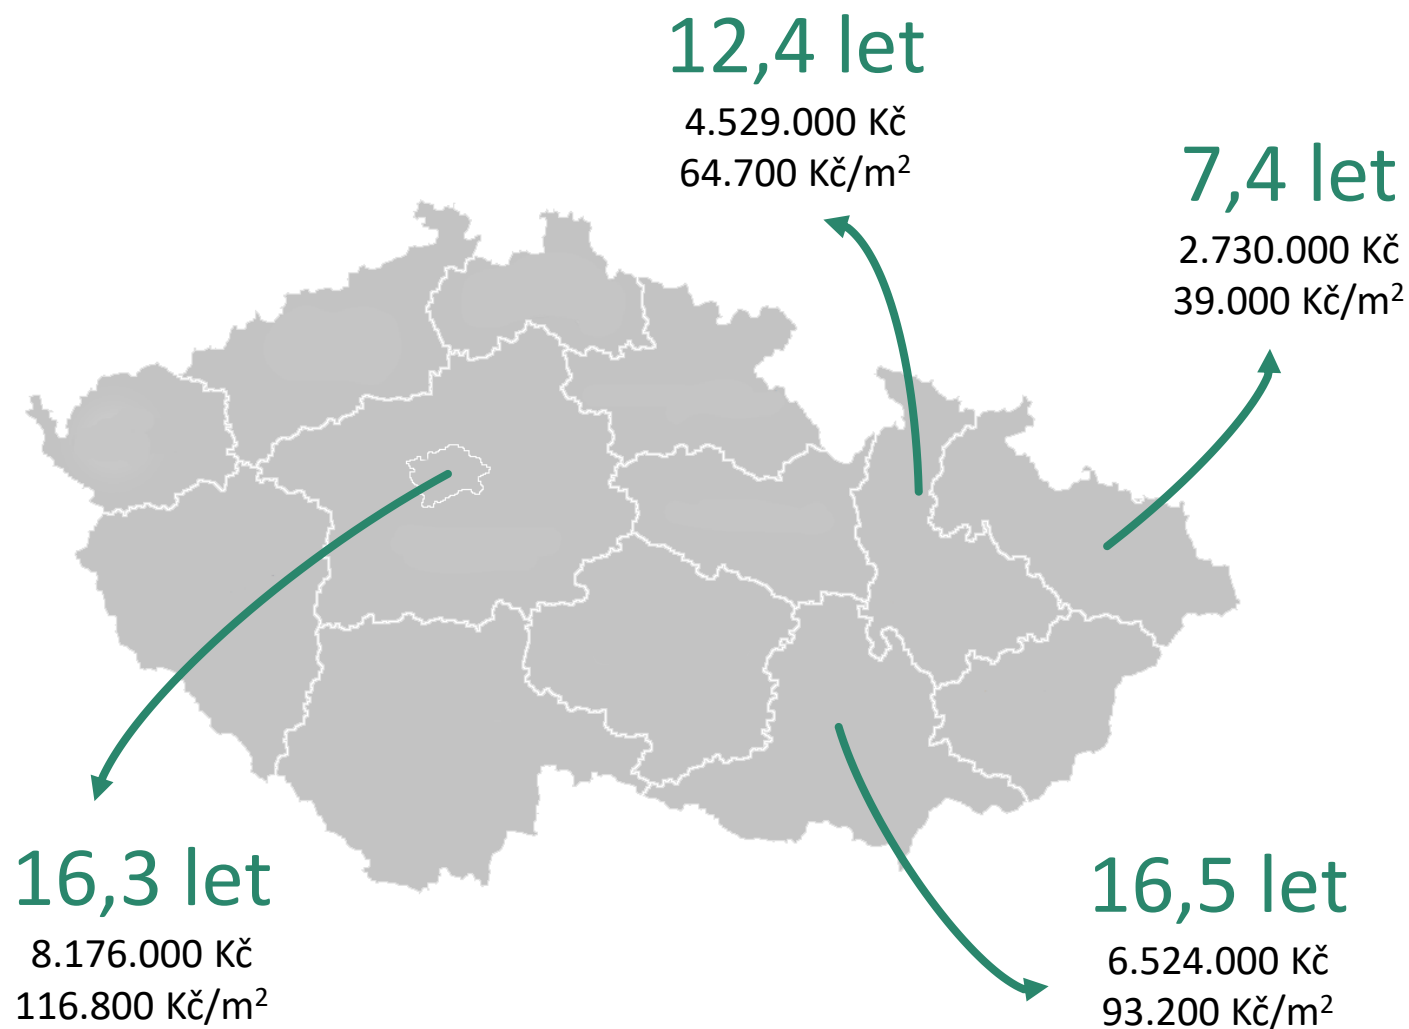 12,4 let
4.529.000 Kč
64.700 Kč/m²
7,4 let
2.730.000 Kč
39.000 Kč/m²
16,3 let
8.176.000 Kč
116.800 Kč/m²
16,5 let
6.524.000 Kč
93.200 Kč/m²